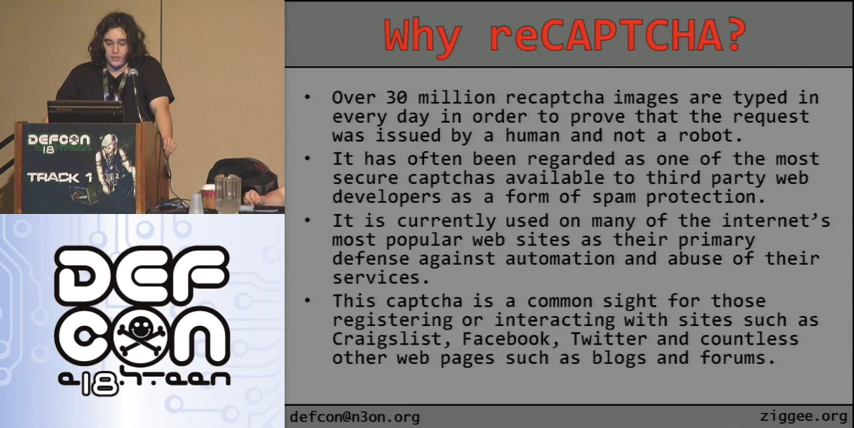 DEFCON
18
TRACK 1
DEF
CON
e18hteen
Why reCAPTCHA?
• Over 30 million recaptcha images are typed in
every day in order to prove that the request
was issued by a human and not a robot.
• It has often been regarded as one of the most
secure captchas available to third party web
developers as a form of spam protection.
• It is currently used on many of the internet’s
most popular web sites as their primary
defense against automation and abuse of their
services.
• This captcha is a common sight for those
registering or interacting with sites such as
Craigslist, Facebook, Twitter and countless
other web pages such as blogs and forums.
defcon@n3on.org
ziggee.org